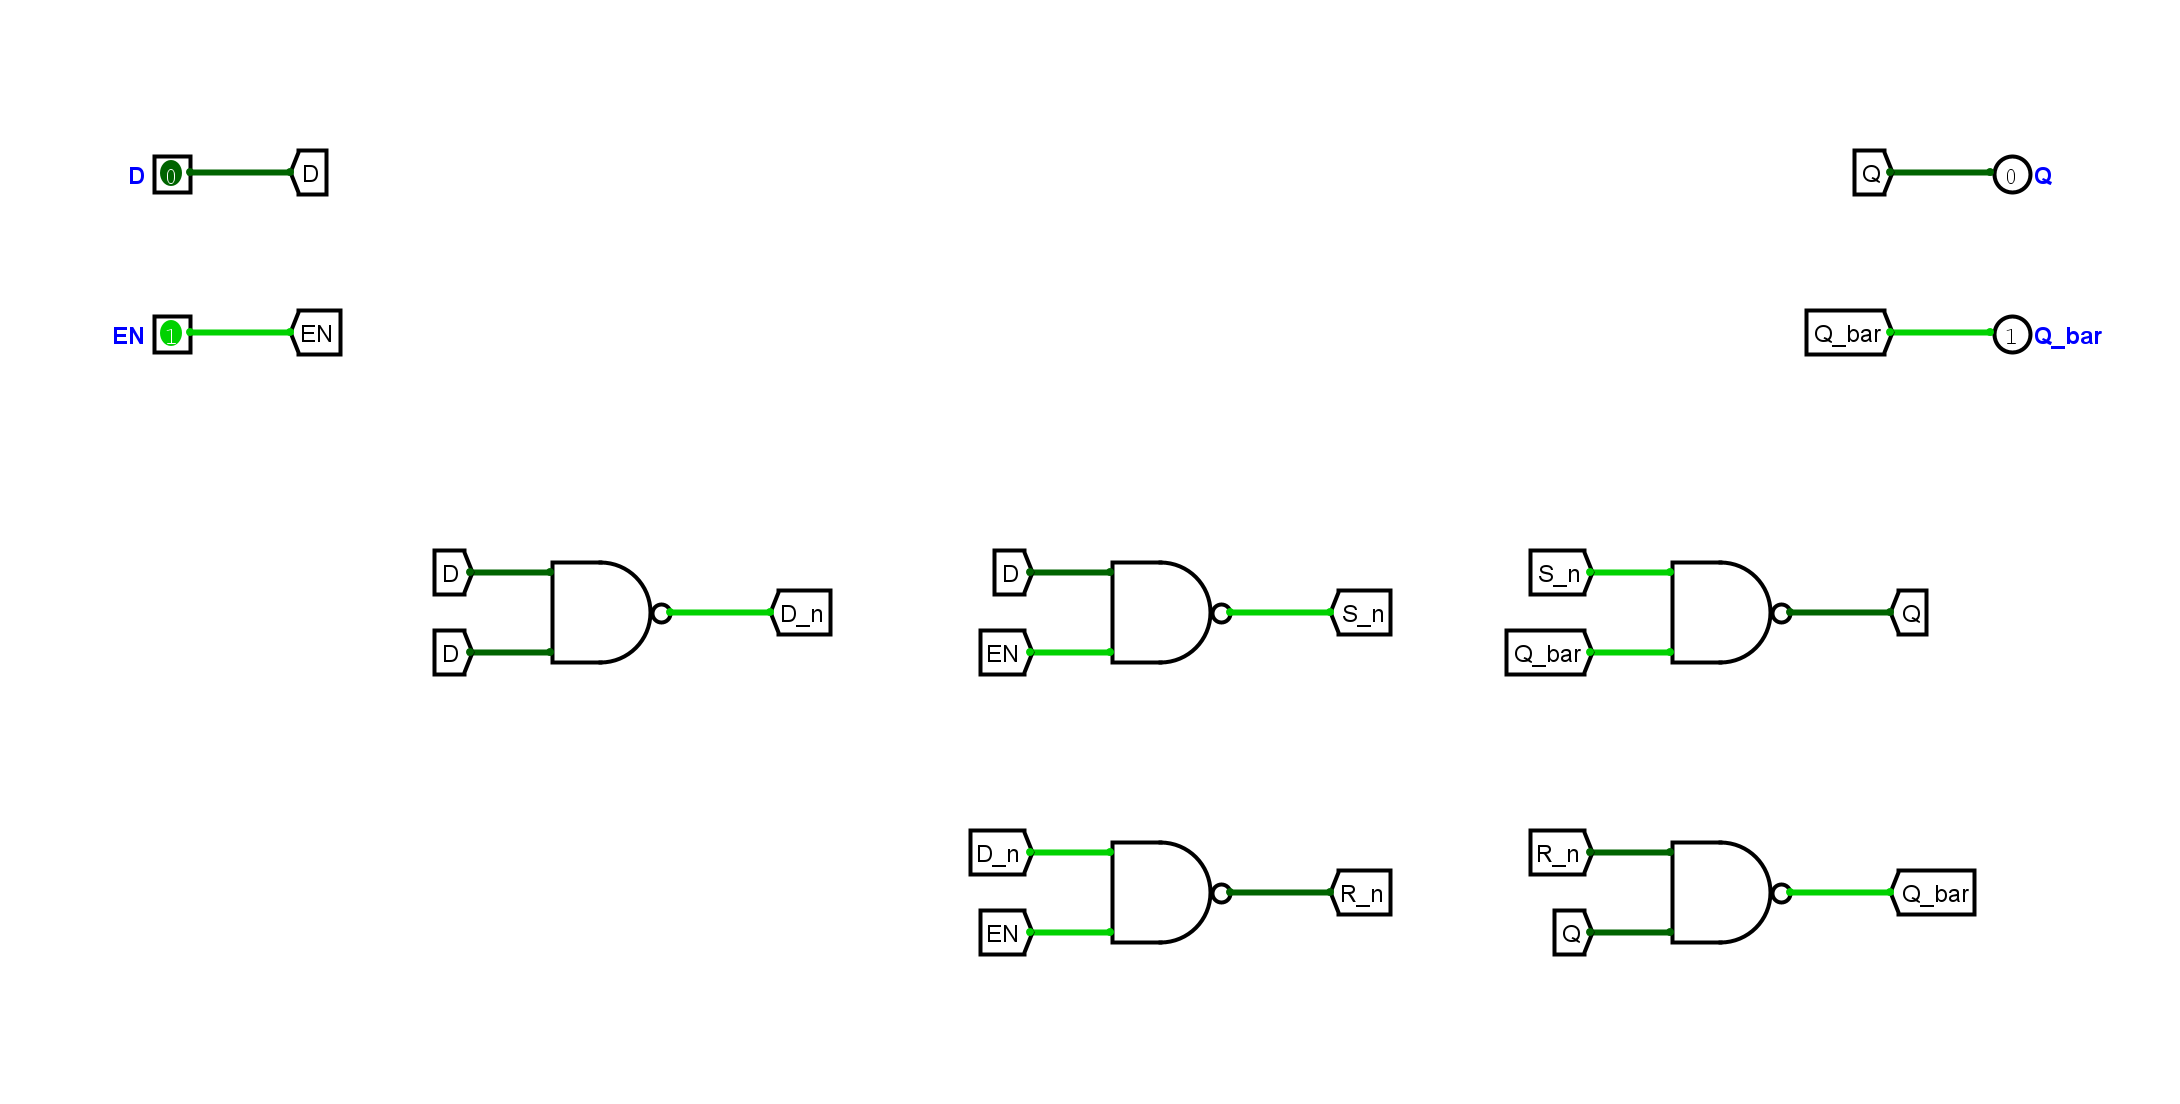 D 0 D
Q 0 Q
EN 1 EN
Q_bar 1 Q_bar
D
D
D_n
D
EN
S_n
S_n
Q_bar
Q
D_n
EN
R_n
R_n
Q
Q_bar